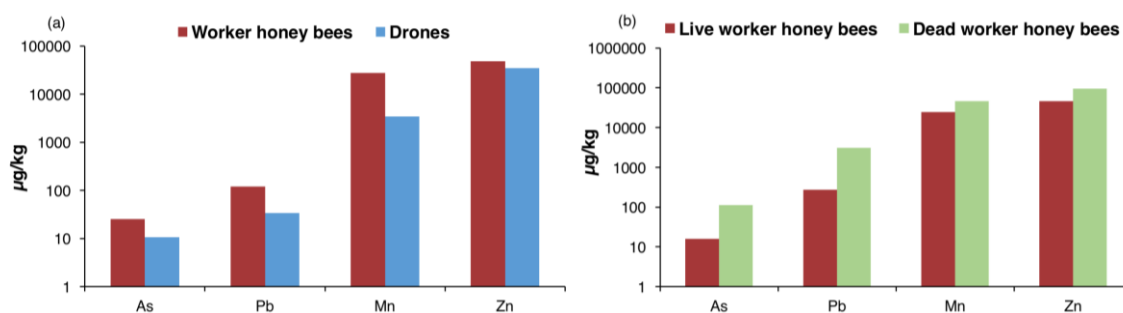 (a)
Worker honey bees Drones
100000
10000
1000
100
10
1
µg/kg
As Pb Mn Zn
(b)
Live worker honey bees Dead worker honey bees
1000000
100000
10000
1000
100
10
1
µg/kg
As Pb Mn Zn